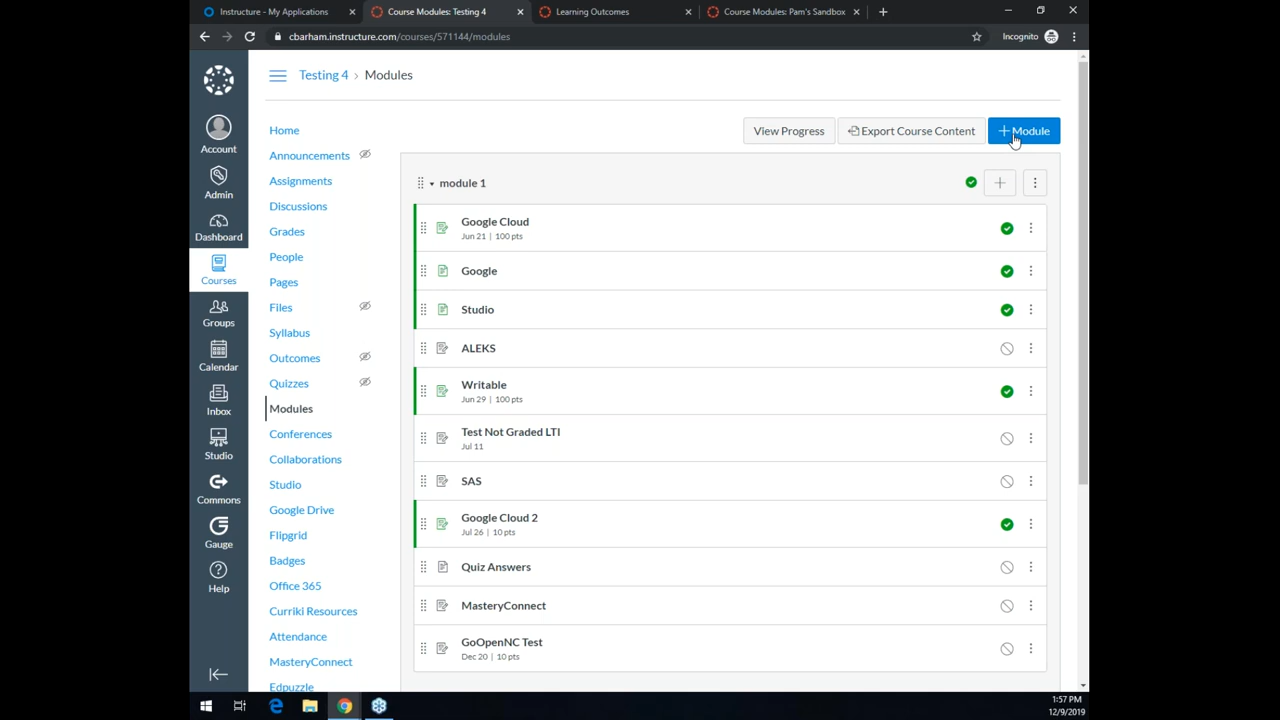 Instructure - My Applications
Course Modules: Testing 4
Learning Outcomes
Course Modules: Pam's Sandbox
cbarham.instructure.com/courses/571144/modules
Incognito
Testing 4 › Modules
Account
Admin
Dashboard
Courses
Groups
Calendar
Inbox
Studio
Commons
Gauge
Help
Home
Announcements
Assignments
Discussions
Grades
People
Pages
Files
Syllabus
Outcomes
Quizzes
Modules
Conferences
Collaborations
Studio
Google Drive
Flipgrid
Badges
Office 365
Curriki Resources
Attendance
MasteryConnect
Edpuzzle
View Progress
Export Course Content
+ Module
module 1
Google Cloud
Jun 21 | 100 pts
Google
Studio
ALEKS
Writable
Jun 29 | 100 pts
Test Not Graded LTI
Jul 11
SAS
Google Cloud 2
Jul 26 | 10 pts
Quiz Answers
MasteryConnect
GoOpenNC Test
Dec 20 | 10 pts
1:57 PM
12/9/2019